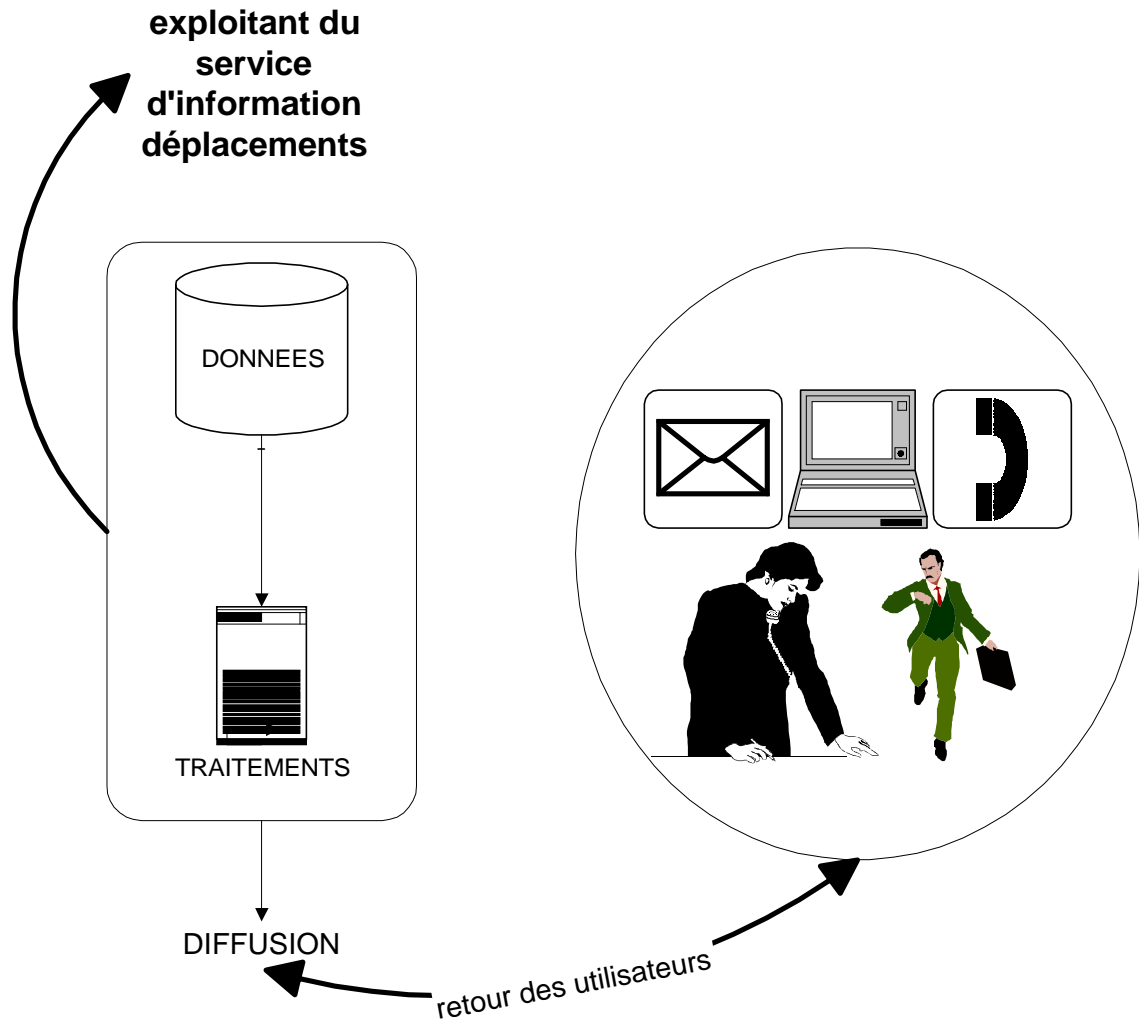 exploitant du
service
d'information
déplacements
DONNEES
TRAITEMENTS
DIFFUSION
retour des utilisateurs